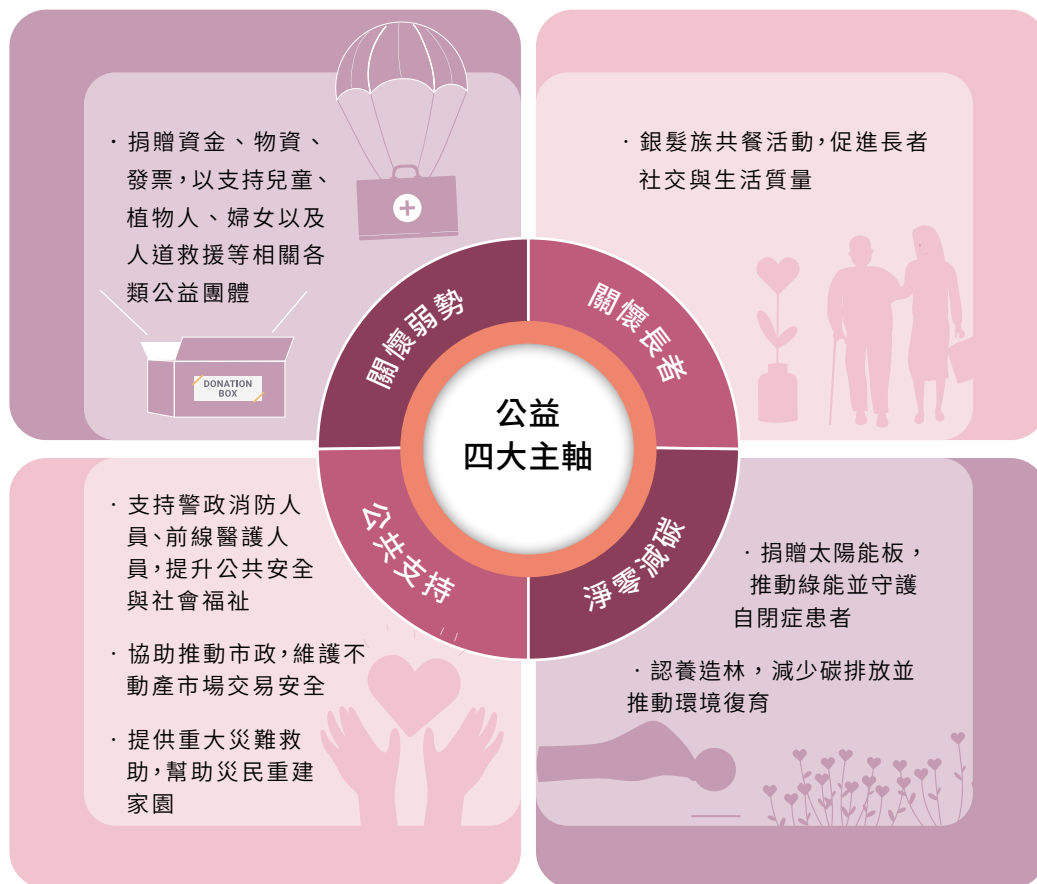 · 捐贈資金、物資、
發票，以支持兒童、
植物人、婦女以及
人道救援等相關各
類公益團體
DONATION
BOX
關懷弱勢
· 銀髮族共餐活動，促進長者
社交與生活質量
關懷長者
公益
四大主軸
· 支持警政消防人
員、前線醫護人
員，提升公共安全
與社會福祉
· 協助推動市政，維護不
動產市場交易安全
· 提供重大災難救
助，幫助災民重建
家園
公共支持
淨零減碳
· 捐贈太陽能板，
推動綠能並守護
自閉症患者
· 認養造林，減少碳排放並
推動環境復育